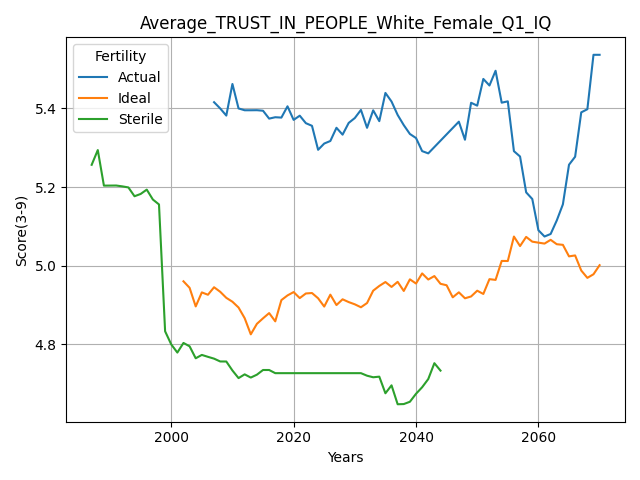 Average_TRUST_IN_PEOPLE_White_Female_Q1_IQ
Fertility
Actual
Ideal
Sterile
Score(3-9)
5.4
5.2
5.0
4.8
2000 2020 2040 2060
Years